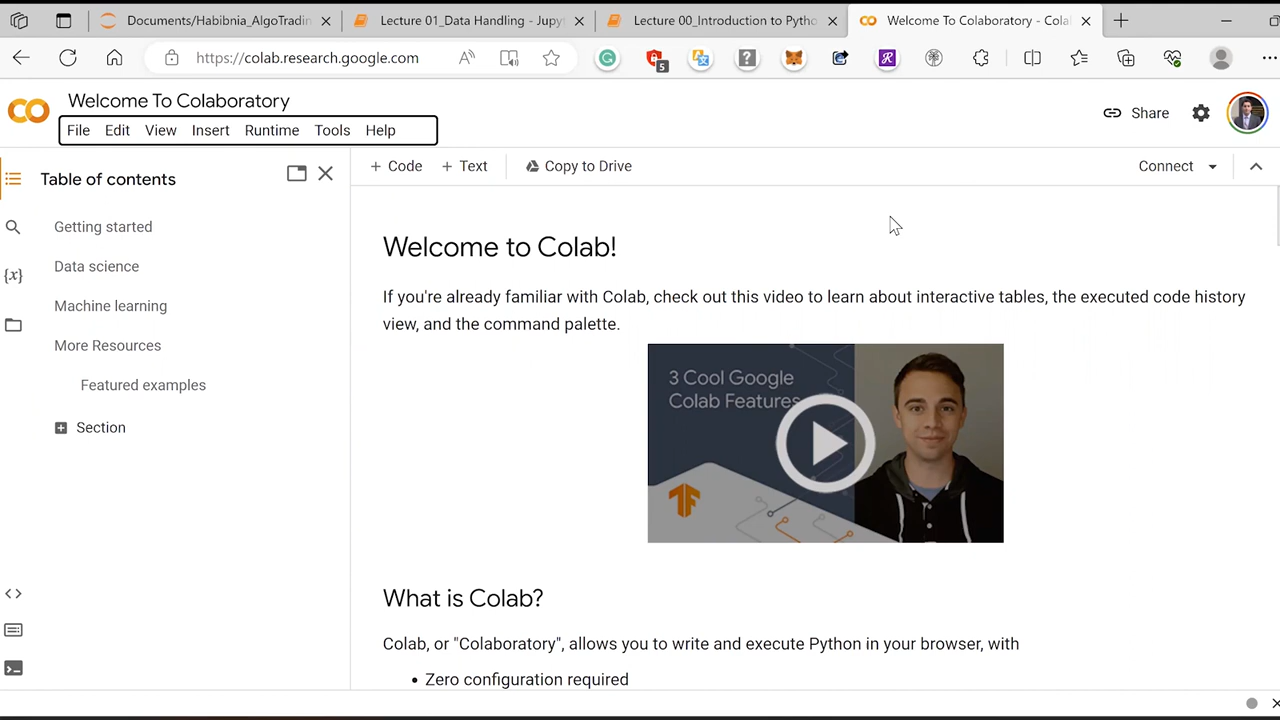 Documents/Habibnia_AlgoTradin
Lecture 01_Data Handling - Jupyt
Lecture 00_Introduction to Pytho
Welcome To Colaboratory - Cola
https://colab.research.google.com
5
Welcome To Colaboratory
File Edit View Insert Runtime Tools Help
Share
Table of contents
+ Code + Text Copy to Drive
Connect
Getting started
Data science
Machine learning
More Resources
Featured examples
Section
Welcome to Colab!
If you're already familiar with Colab, check out this video to learn about interactive tables, the executed code history
view, and the command palette.
3 Cool Google
Colab Features
What is Colab?
Colab, or "Colaboratory", allows you to write and execute Python in your browser, with
• Zero configuration required